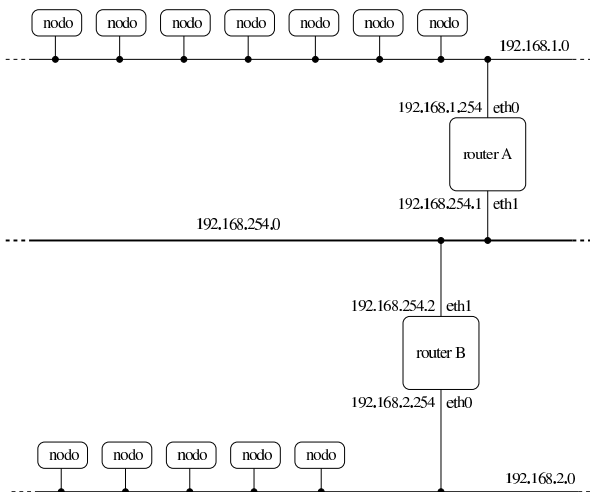 nodo nodo nodo nodo nodo nodo nodo
192.168.1.0
192.168.1.254 eth0
router A
192.168.254.1 eth1
192.168.254.0
192.168.254.2 eth1
router B
192.168.2.254 eth0
nodo nodo nodo nodo nodo
192.168.2.0